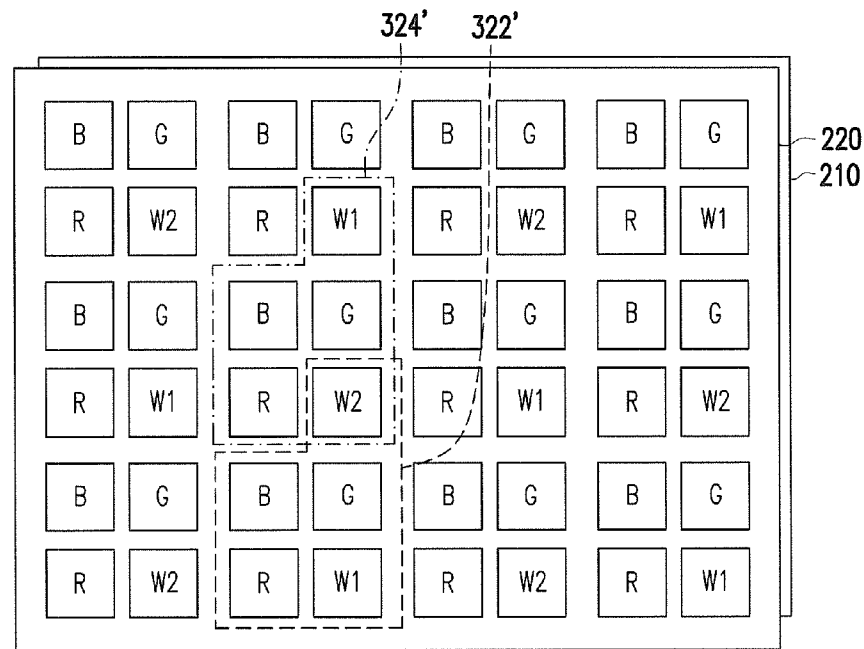 324' 322'
B G B G B G B G
220
210
R W2 R W1 R W2 R W1
B G B G B G B G
R W1 R W2 R W1 R W2
B G B G B G B G
R W2 R W1 R W2 R W1